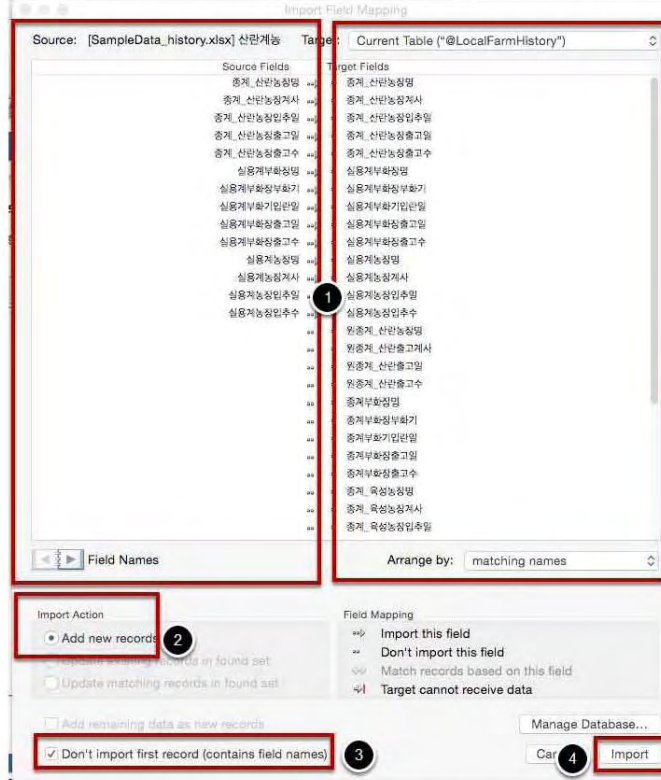 Import Field Mapping
Source: [SampleData_history.xlsx] 산란계농 Target: Current Table ("@LocalFarmHistory")
Source Fields Target Fields
종계_산란농장명 종계_산란농장명
종계_산란농장계사 종계_산란농장계사
종계_산란농장입추일 종계_산란농장입추일
종계_산란농장출고일 종계_산란농장출고일
종계_산란농장출고수 종계_산란농장출고수
실용계부화장명 실용계부화장명
실용계부화장부화기 실용계부화장부화기
실용계부화기입란일 실용계부화기입란일
실용계부화장출고일 실용계부화장출고일
실용계부화장출고수 실용계부화장출고수
실용계농장명 실용계농장명
실용계농장계사 실용계농장계사
실용계농장입추일 1 실용계농장입추일
실용계농장입추수 실용계농장입추수
원종계_산란농장명
원종계_산란출고계사
원종계_산란출고일
원종계_산란출고수
종계부화장명
종계부화장부화기
종계부화기입란일
종계부화장출고일
종계부화장출고수
종계_육성농장명
종계_육성농장계사
종계_육성농장입추일
Field Names Arrange by: matching names
Import Action Field Mapping
Add new records 2 Import this field
Update existing records in found set Don't import this field
Update matching records in found set Match records based on this field
Target cannot receive data
Add remaining data as new records Manage Database...
Don't import first record (contains field names) 3 Car 4 Import